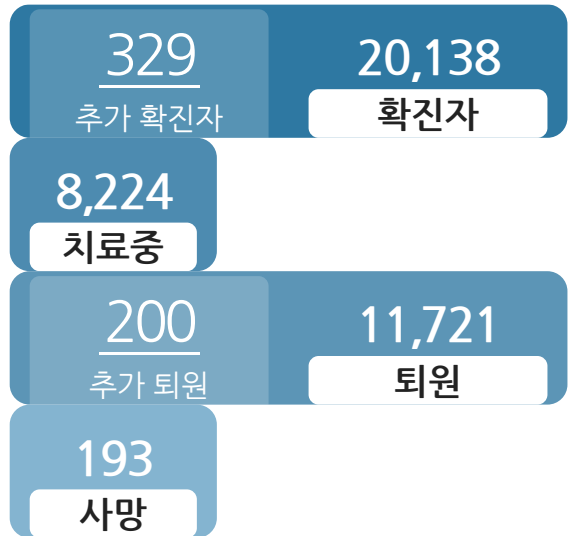 329
추가 확진자
20,138
확진자
8,224
치료중
200
추가 퇴원
11,721
퇴원
193
사망